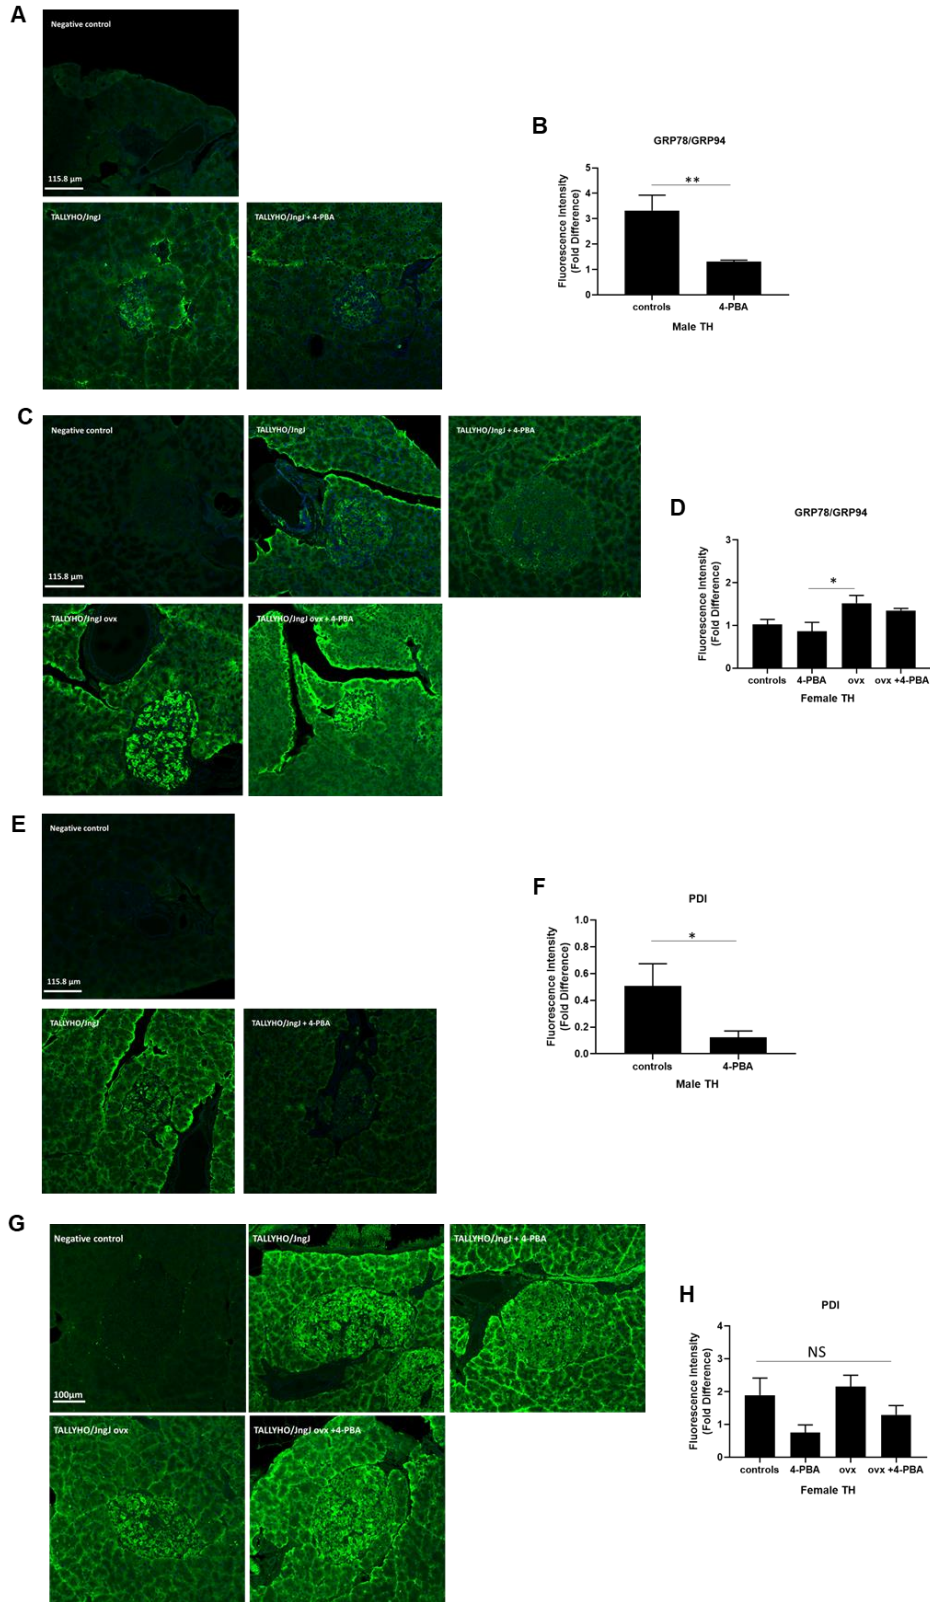 A
Negative control
115.8 µm
TALLYHO/JngJ
TALLYHO/JngJ + 4-PBA
B
GRP78/GRP94
Fluorescence Intensity
(Fold Difference)
5
4
3
2
1
0
**
controls
4-PBA
Male TH
C
Negative control
115.8 µm
TALLYHO/JngJ
TALLYHO/JngJ + 4-PBA
TALLYHO/JngJ ovx
TALLYHO/JngJ ovx + 4-PBA
D
GRP78/GRP94
Fluorescence Intensity
(Fold Difference)
3
2
1
0
*
controls
4-PBA
ovx
ovx +4-PBA
Female TH
E
Negative control
115.8 µm
TALLYHO/JngJ
TALLYHO/JngJ + 4-PBA
F
PDI
Fluorescence Intensity
(Fold Difference)
1.0
0.8
0.6
0.4
0.2
0.0
*
controls
4-PBA
Male TH
G
Negative control
100µm
TALLYHO/JngJ
TALLYHO/JngJ + 4-PBA
TALLYHO/JngJ ovx
TALLYHO/JngJ ovx +4-PBA
H
PDI
Fluorescence Intensity
(Fold Difference)
4
3
2
1
0
NS
controls
4-PBA
ovx
ovx +4-PBA
Female TH